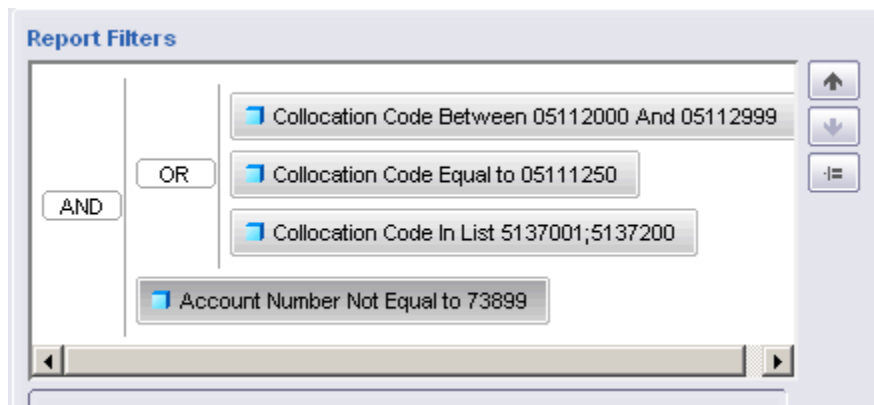 Report Filters
Collocation Code Between 05112000 And 05112999
OR
Collocation Code Equal to 05111250
AND
Collocation Code In List 5137001;5137200
Account Number Not Equal to 73899